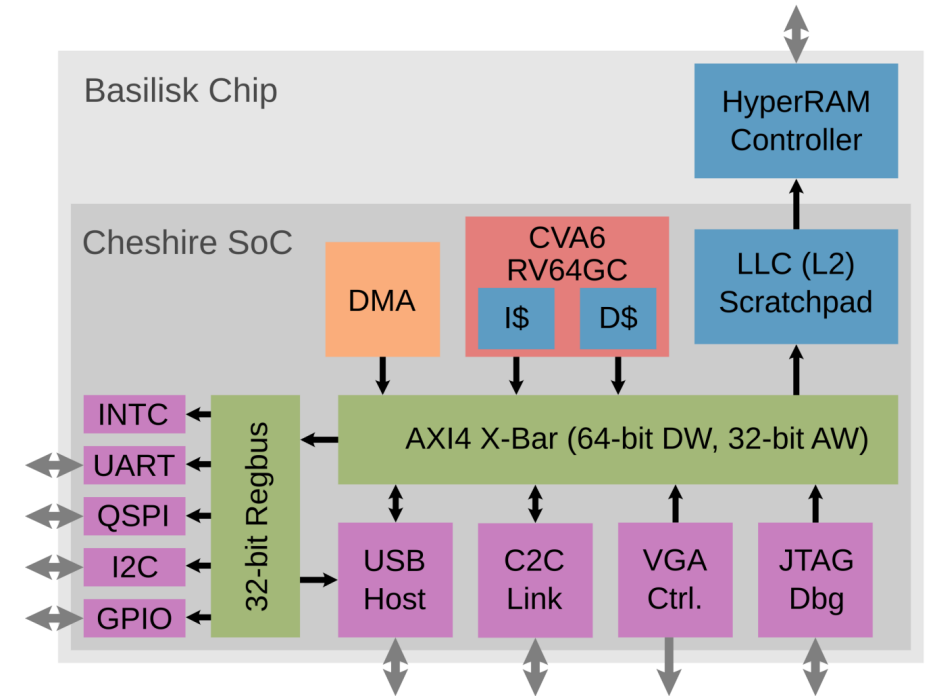 Basilisk Chip
HyperRAM
Controller
Cheshire SoC
DMA
CVA6
RV64GC
I$
D$
LLC (L2)
Scratchpad
INTC
UART
QSPI
I2C
GPIO
32-bit Regbus
AXI4 X-Bar (64-bit DW, 32-bit AW)
USB
Host
C2C
Link
VGA
Ctrl.
JTAG
Dbg